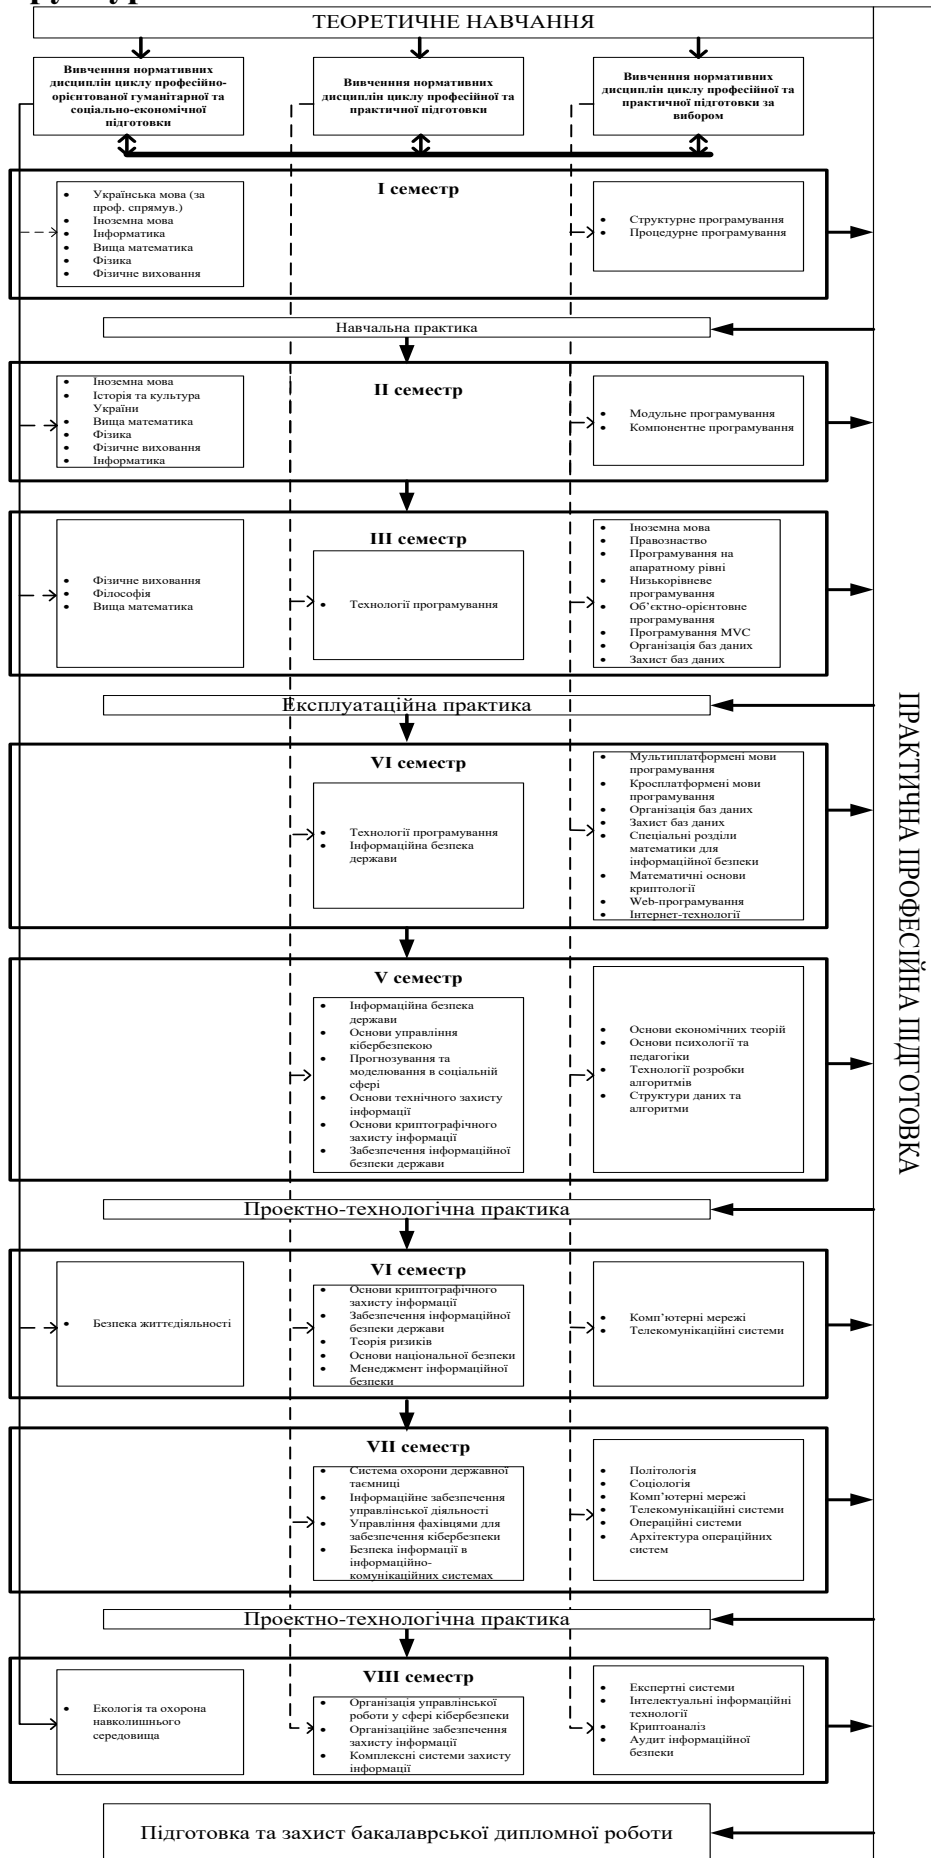 ТЕОРЕТИЧНЕ НАВЧАННЯ
Вивченння нормативних
дисциплін циклу професійно-
орієнтованої гуманітарної та
соціально-економічної
підготовки
Вивченння нормативних
дисциплін циклу професійної та
практичної підготовки
Вивченння нормативних
дисциплін циклу професійної та
практичної підготовки за
вибором
І семестр
• Українська мова (за
проф. спрямув.)
• Іноземна мова
• Інформатика
• Вища математика
• Фізика
• Фізичне виховання
• Структурне програмування
• Процедурне програмування
Навчальна практика
ІІ семестр
• Іноземна мова
• Історія та культура
України
• Вища математика
• Фізика
• Фізичне виховання
• Інформатика
• Модульне програмування
• Компонентне програмування
ІІІ семестр
• Фізичне виховання
• Філософія
• Вища математика
• Технології програмування
• Іноземна мова
• Правознаство
• Програмування на
апаратному рівні
• Низькорівневе
програмування
• Об’єктно-орієнтовне
програмування
• Програмування MVC
• Організація баз даних
• Захист баз даних
Експлуатаційна практика
VI семестр
• Технології програмування
• Інформаційна безпека
держави
• Мультиплатформені мови
програмування
• Кросплатформені мови
програмування
• Організація баз даних
• Захист баз даних
• Спеціальні розділи
математики для
інформаційної безпеки
• Математичні основи
криптології
• Web-програмування
• Інтернет-технології
V семестр
• Інформаційна безпека
держави
• Основи управління
кібербезпекою
• Прогнозування та
моделювання в соціальній
сфері
• Основи технічного захисту
інформації
• Основи криптографічного
захисту інформації
• Забезпечення інформаційної
безпеки держави
• Основи економічних теорій
• Основи психології та
педагогіки
• Технології розробки
алгоритмів
• Структури даних та
алгоритми
Проектно-технологічна практика
VI семестр
• Безпека життєдіяльності
• Основи криптографічного
захисту інформації
• Забезпечення інформаційної
безпеки держави
• Теорія ризиків
• Основи національної безпеки
• Менеджмент інформаційної
безпеки
• Комп’ютерні мережі
• Телекомунікаційні системи
VII семестр
• Система охорони державної
таємниці
• Інформаційне забезпечення
управлінської діяльності
• Управління фахівцями для
забезпечення кібербезпеки
• Безпека інформації в
інформаційно-
комунікаційних системах
• Політологія
• Соціологія
• Комп’ютерні мережі
• Телекомунікаційні системи
• Операційні системи
• Архітектура операційних
систем
Проектно-технологічна практика
VIII семестр
• Екологія та охорона
навколишнього
середовища
• Організація управлінської
роботи у сфері кібербезпеки
• Організаційне забезпечення
захисту інформації
• Комплексні системи захисту
інформації
• Експертні системи
• Інтелектуальні інформаційні
технології
• Криптоаналіз
• Аудит інформаційної
безпеки
Підготовка та захист бакалаврської дипломної роботи
ПРАКТИЧНА ПРОФЕСІЙНА ПІДГОТОВКА